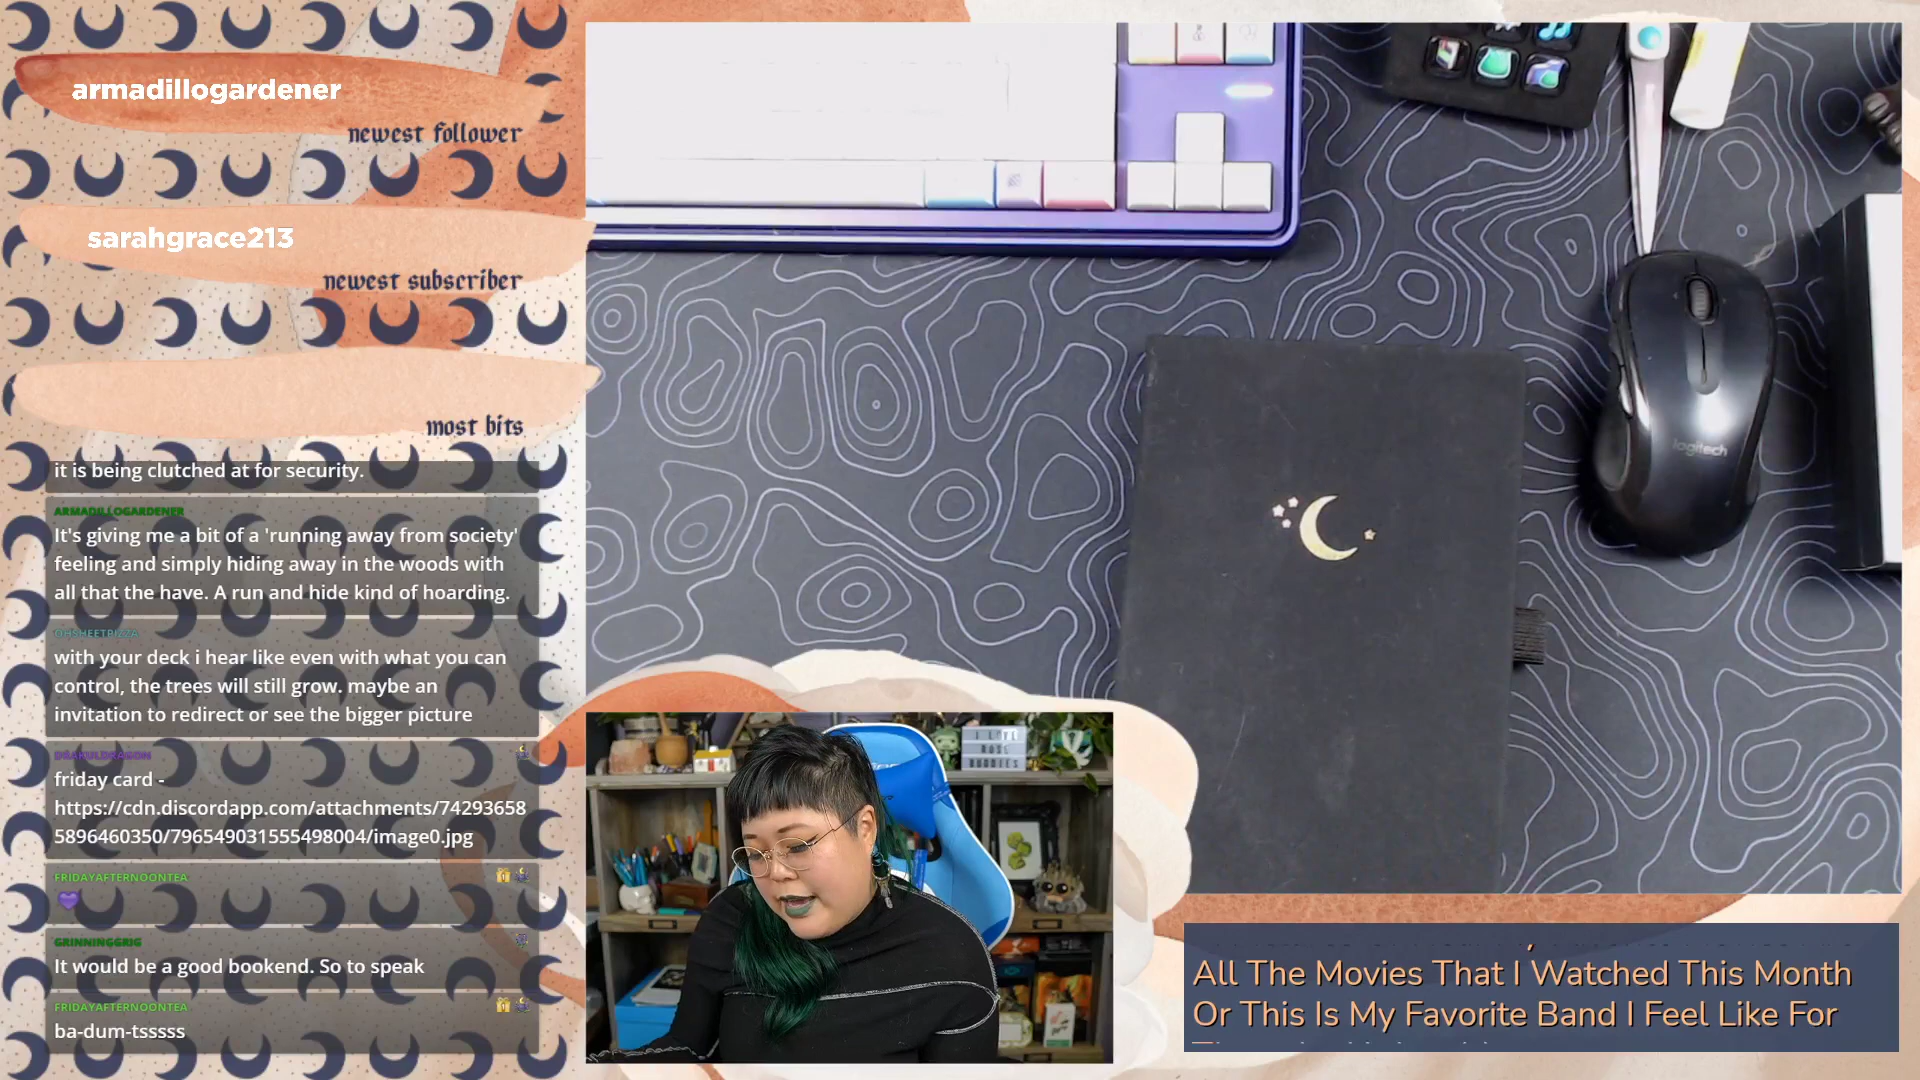 armadillogardener
newest follower
sarahgrace213
newest subscriber
most bits
it is being clutched at for security.
ARMADILLOGARDENER
It's giving me a bit of a 'running away from society'
feeling and simply hiding away in the woods with
all that the have. A run and hide kind of hoarding.
OHSHEETPIZZA
with your deck i hear like even with what you can
control, the trees will still grow. maybe an
invitation to redirect or see the bigger picture
friday card -
https://cdn.discordapp.com/attachments/74293658
5896460350/796549031555498004/image0.jpg
FRIDAYAFTERNOONTEA
GRINNINGGRIG
It would be a good bookend. So to speak
FRIDAYAFTERNOONTEA
ba-dum-tsssss
logitech
BUDDIES
All The Movies That I Watched This Month
Or This Is My Favorite Band I Feel Like For